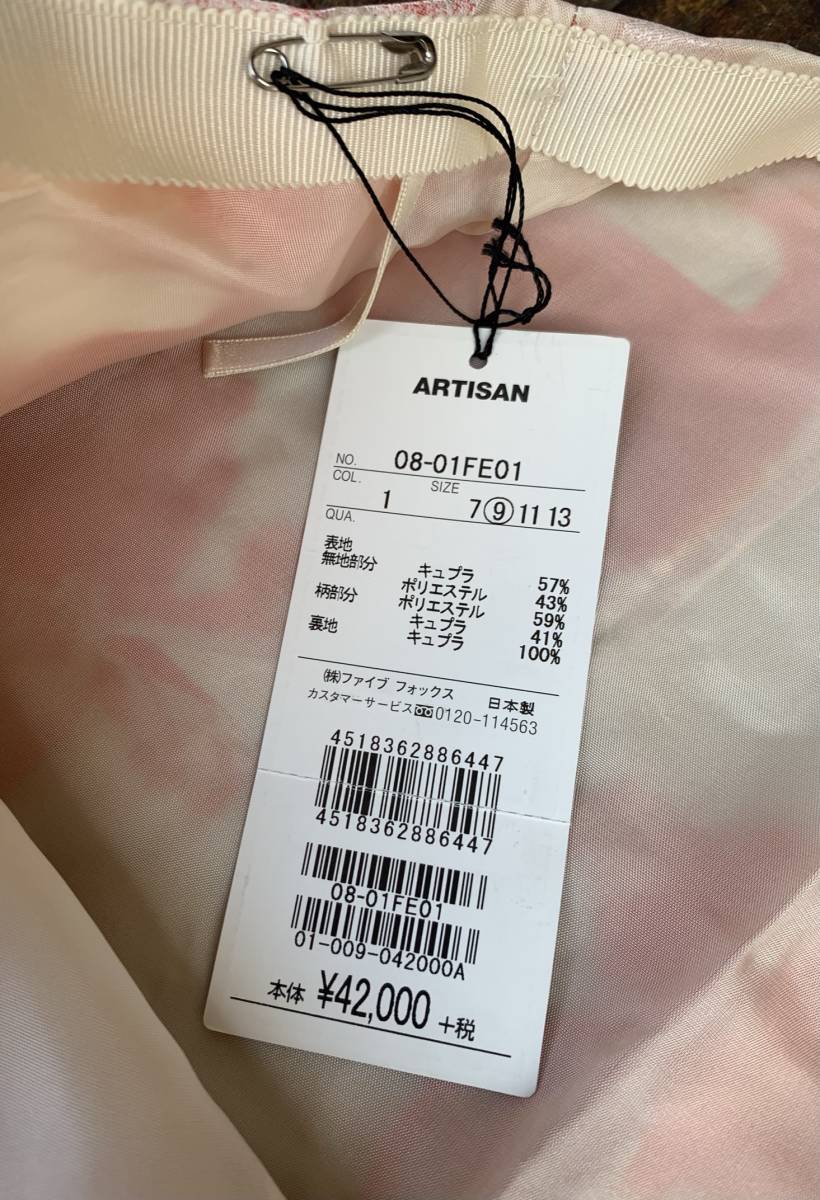 ARTISAN
NO. 08-01FE01
COL. 1 SIZE 7 ⑨ 11 13
QUA.
表地
無地部分 キュプラ 57%
ポリエステル 43%
柄部分 ポリエステル 59%
キュプラ 41%
裏地 キュプラ 100%
(株)ファイブ フォックス 日本製
カスタマーサービス 0120-114563
4518362886447
4518362886447
08-01FE01
01-009-042000A
本体 ¥42,000 +税